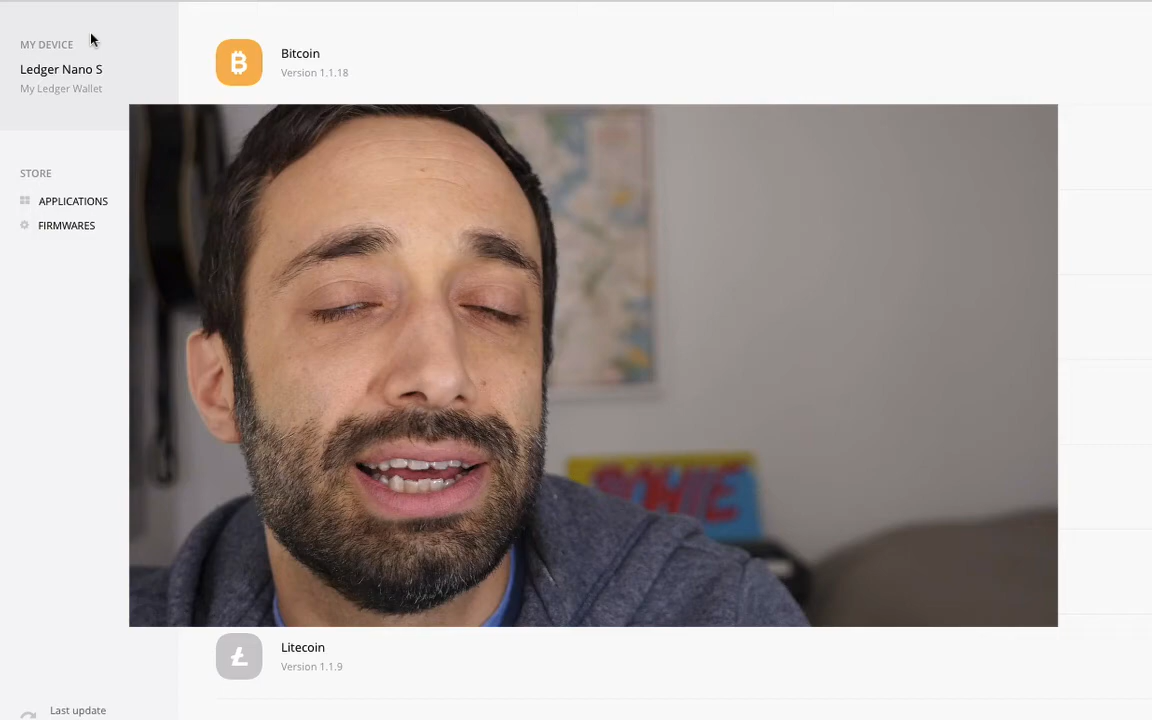 MY DEVICE
Ledger Nano S
My Ledger Wallet
STORE
APPLICATIONS
FIRMWARES
Bitcoin
Version 1.1.18
BOWIE
Litecoin
Version 1.1.9
Last update